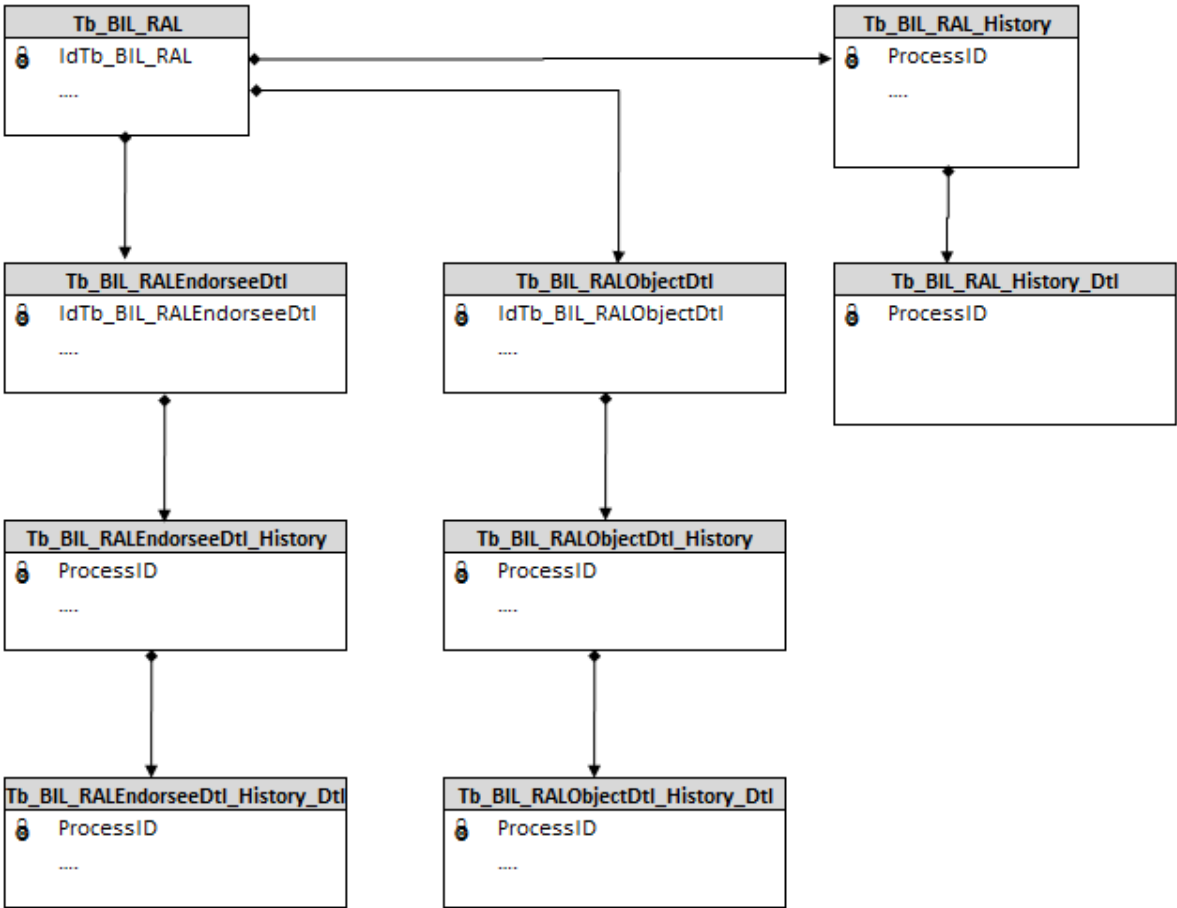 Tb_BIL_RAL
IdTb_BIL_RAL
....
Tb_BIL_RAL_History
ProcessID
....
Tb_BIL_RALEndorseeDtl
IdTb_BIL_RALEndorseeDtl
....
Tb_BIL_RALObjectDtl
IdTb_BIL_RALObjectDtl
....
Tb_BIL_RAL_History_Dtl
ProcessID
Tb_BIL_RALEndorseeDtl_History
ProcessID
....
Tb_BIL_RALObjectDtl_History
ProcessID
....
Tb_BIL_RALEndorseeDtl_History_Dtl
ProcessID
....
Tb_BIL_RALObjectDtl_History_Dtl
ProcessID
....